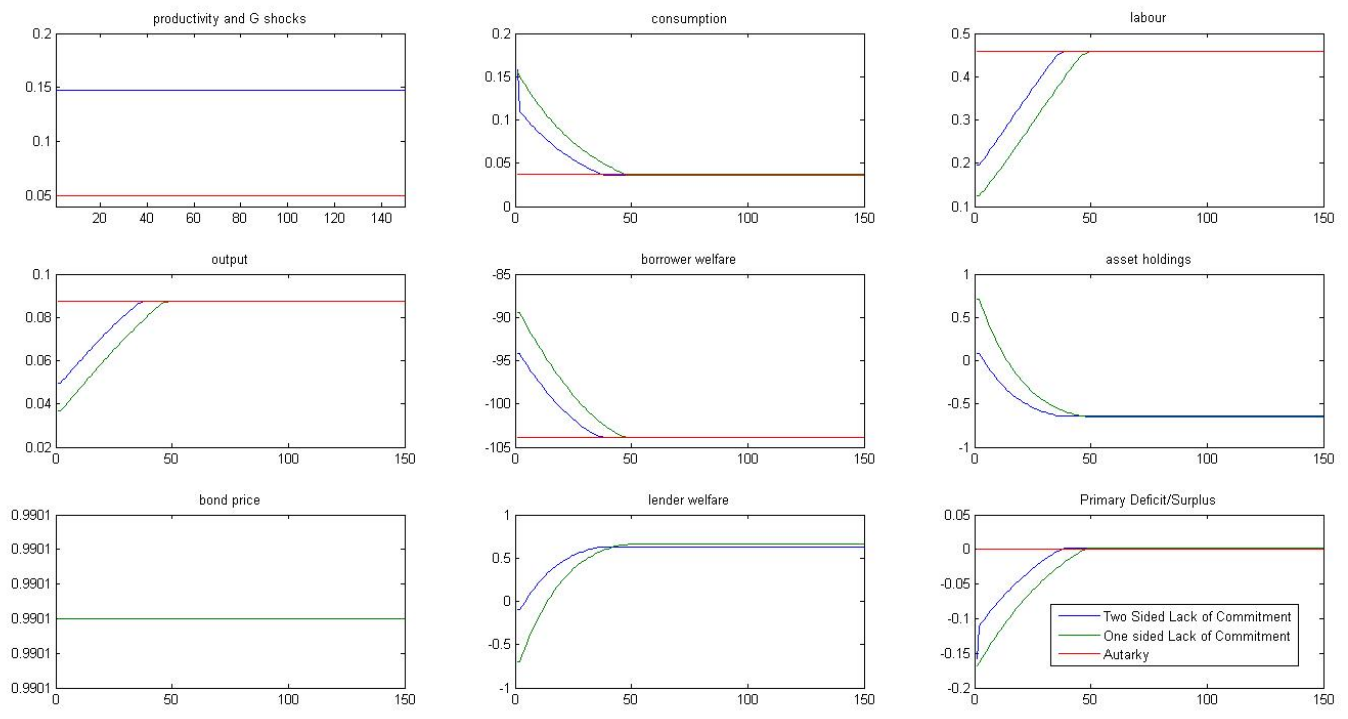 productivity and G shocks
0.2
0.15
0.1
0.05
20 40 60 80 100 120 140
consumption
0.2
0.15
0.1
0.05
0
0 50 100 150
labour
0.5
0.4
0.3
0.2
0.1
0 50 100 150
output
0.1
0.08
0.06
0.04
0.02
0 50 100 150
borrower welfare
-85
-90
-95
-100
-105
0 50 100 150
asset holdings
1
0.5
0
-0.5
-1
0 50 100 150
bond price
0.9901
0.9901
0.9901
0.9901
0.9901
0.9901
0 50 100 150
lender welfare
1
0.5
0
-0.5
-1
0 50 100 150
Primary Deficit/Surplus
0.05
0
-0.05
-0.1
-0.15
-0.2
0 50 100 150
Two Sided Lack of Commitment
One sided Lack of Commitment
Autarky